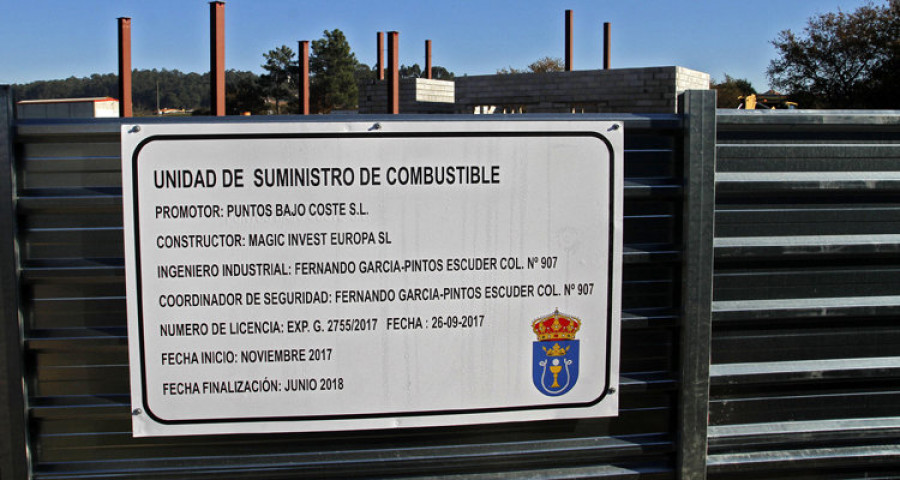 UNIDAD DE SUMINISTRO DE COMBUSTIBLE
PROMOTOR: PUNTOS BAJO COSTE S.L.
CONSTRUCTOR: MAGIC INVEST EUROPA SL
INGENIERO INDUSTRIAL: FERNANDO GARCIA-PINTOS ESCUDER COL. Nº 907
COORDINADOR DE SEGURIDAD: FERNANDO GARCIA-PINTOS ESCUDER COL. Nº 907
NUMERO DE LICENCIA: EXP. G. 2755/2017 FECHA : 26-09-2017
FECHA INICIO: NOVIEMBRE 2017
FECHA FINALIZACIÓN: JUNIO 2018